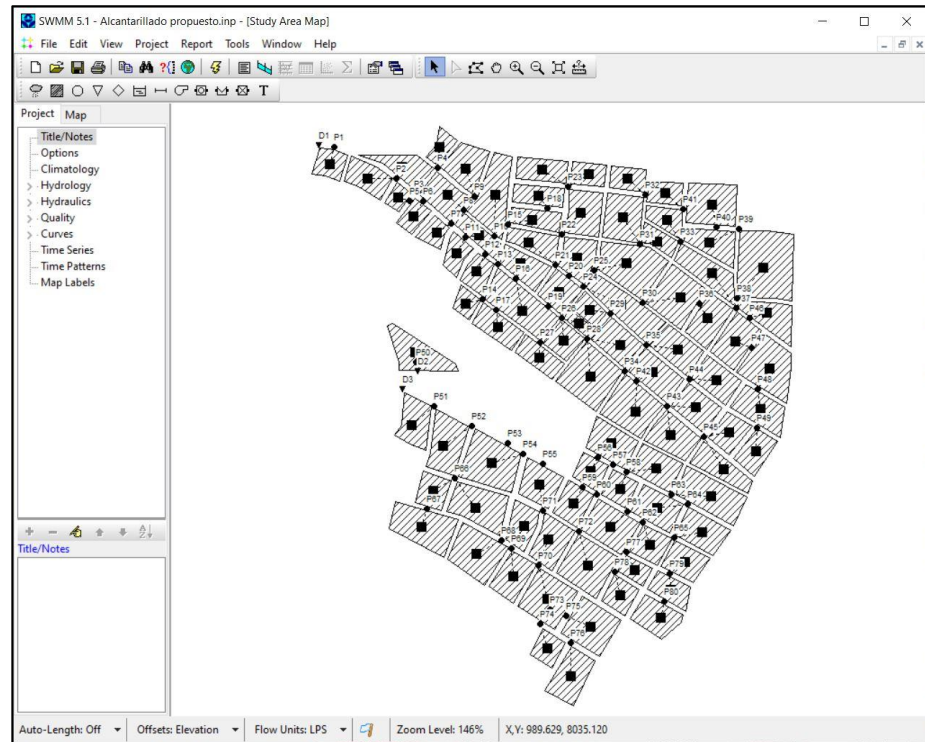 SWMM 5.1 - Alcantarillado propuesto.inp - [Study Area Map]
File Edit View Project Report Tools Window Help
T
Project Map
Title/Notes
Options
Climatology
Hydrology
Hydraulics
Quality
Curves
Time Series
Time Patterns
Map Labels
Title/Notes
D1 P1
P4
P2
P23
P3
P32
P5 P6
P9
P18
P41
P7
P15
P40 P39
P11
P22
P12
P31
P33
P13
P21
P16
P20
P25
P24
P14
P38
P17
P19
P30
P36
P37
P26
P29
P46
P27
P28
P35
P47
P50
D2
P34
P42
P44
P48
D3
P51
P43
P52
P49
P45
P53
P54
P55
P56
P57
P58
P66
P59
P60
P63
P64
P67
P71
P61
P62
P68
P69
P72
P65
P70
P77
P78
P79
P73
P80
P74
P75
P76
Auto-Length: Off Offsets: Elevation Flow Units: LPS Zoom Level: 146% X,Y: 989.629, 8035.120